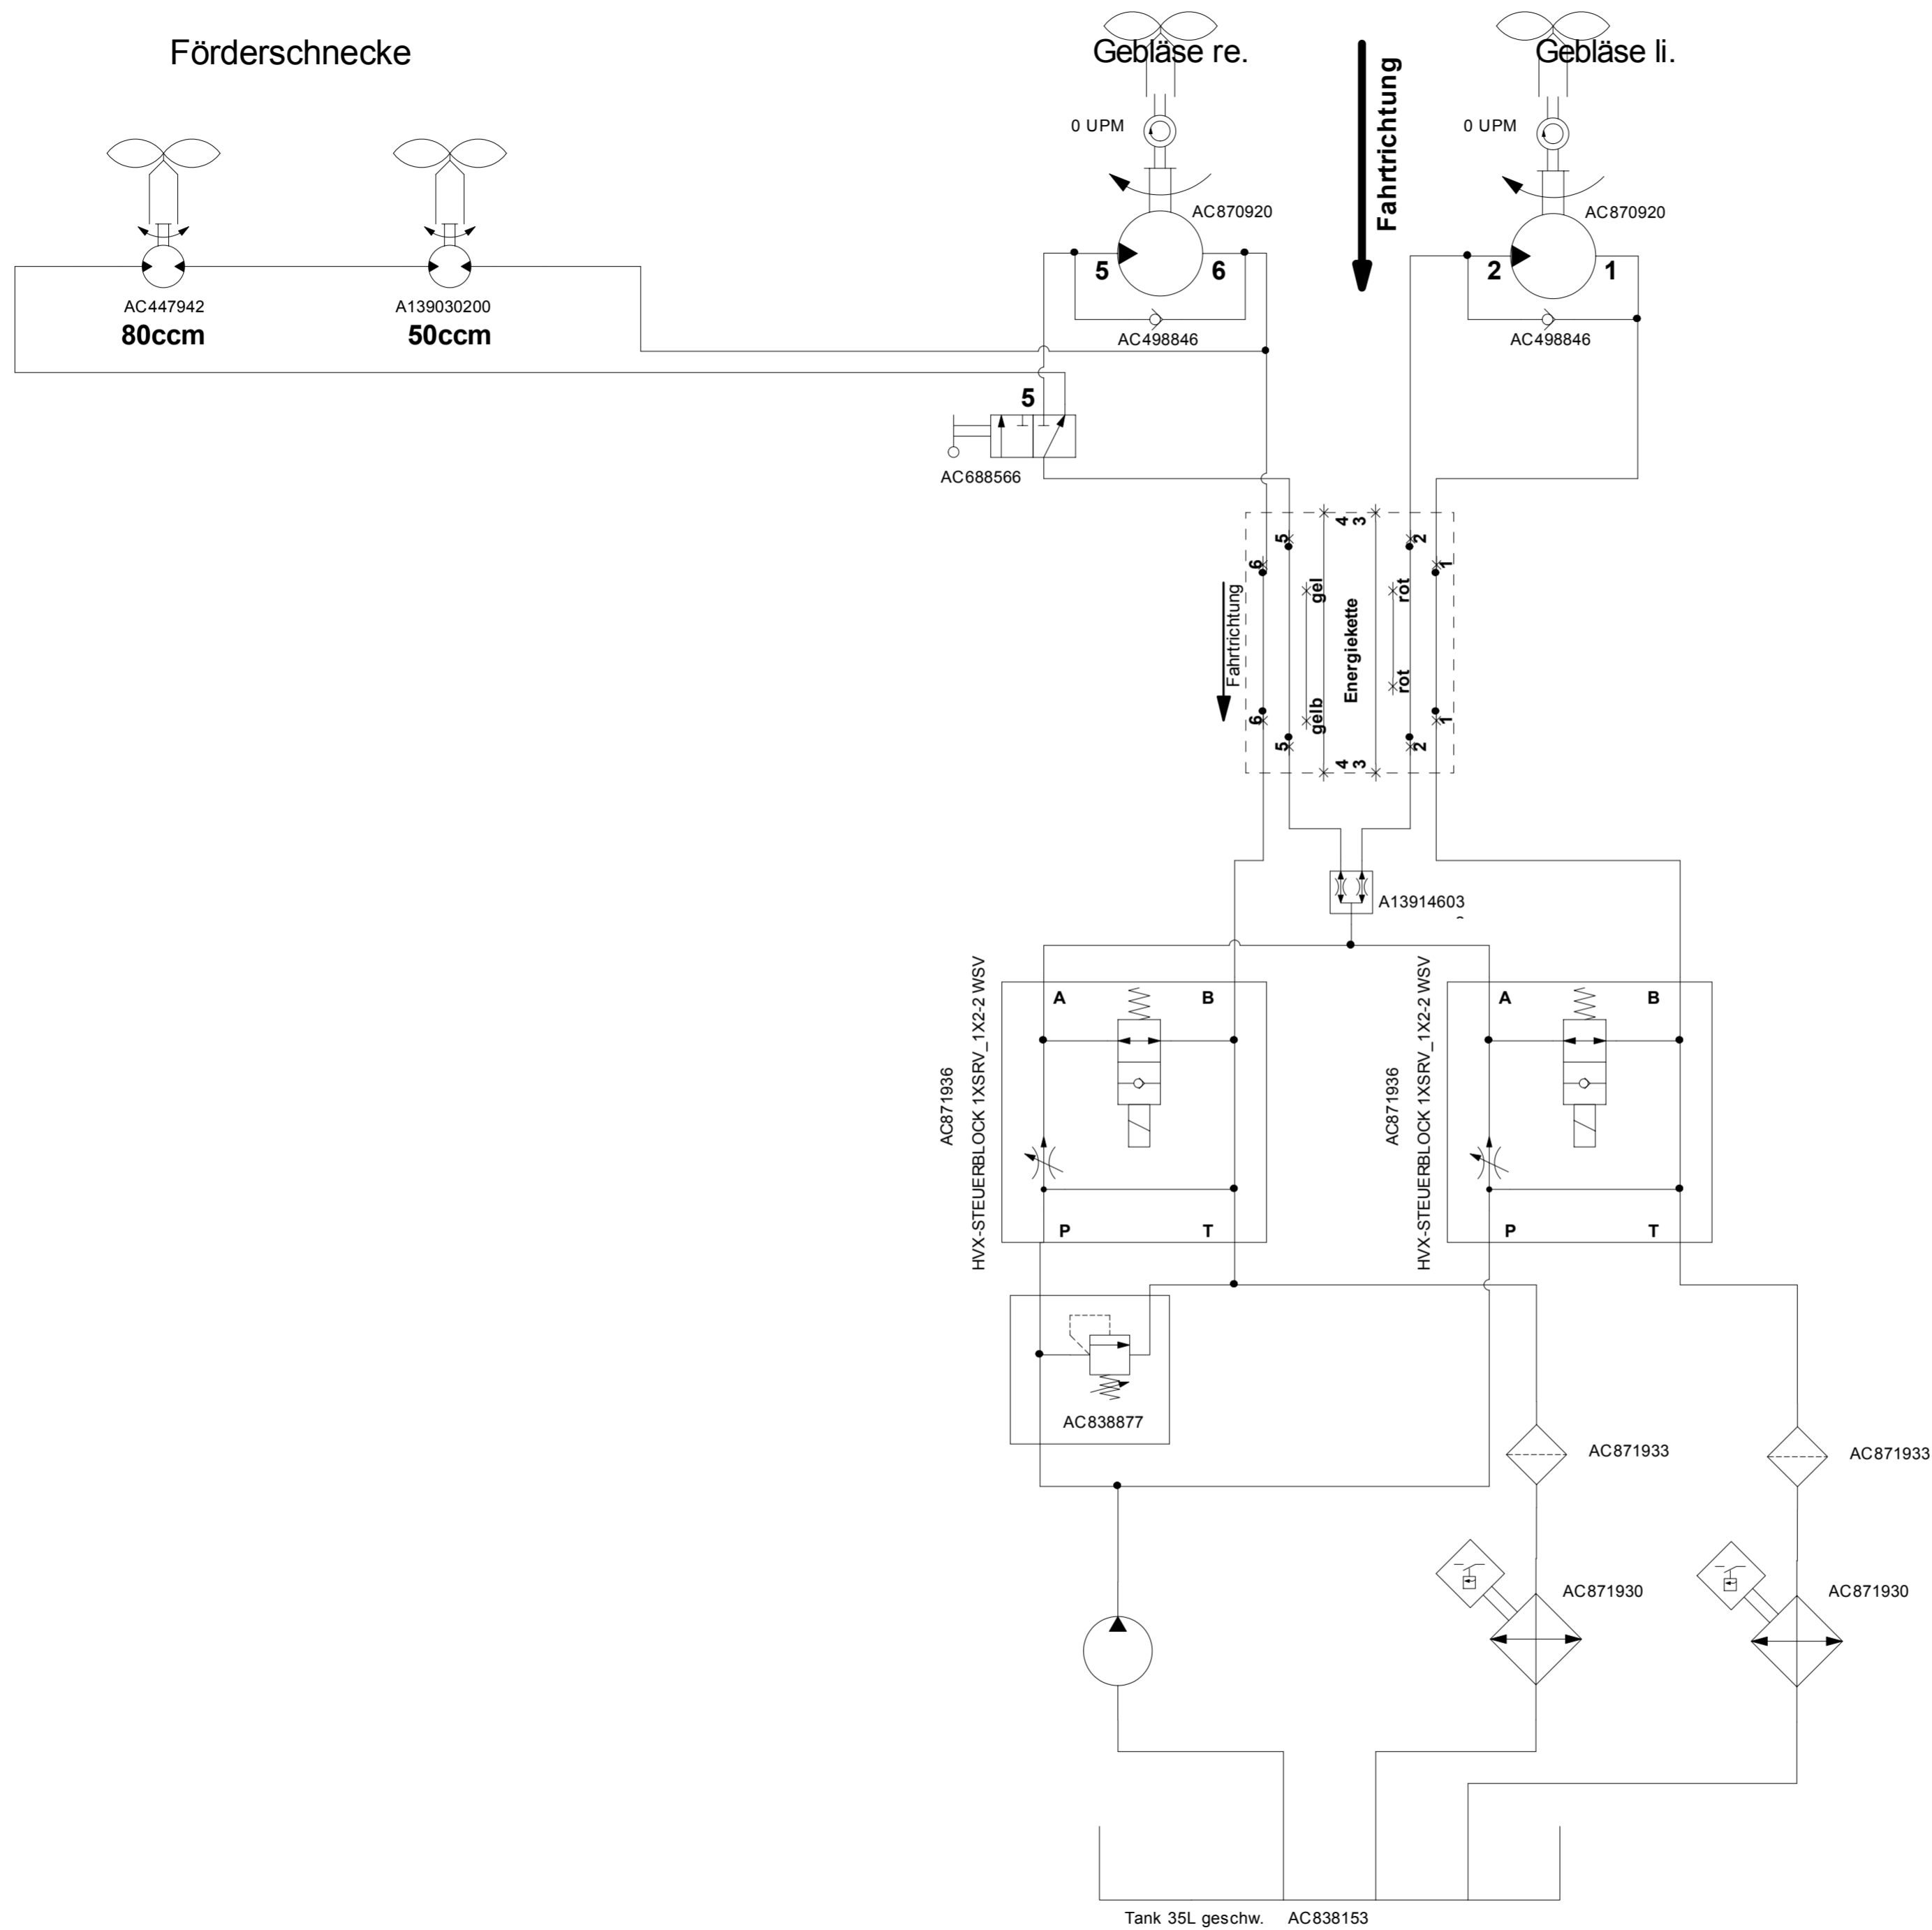 Förderschnecke
Gebläse re.
Gebläse li.
Fahrtrichtung
0 UPM
0 UPM
AC870920
AC870920
5
6
2
1
AC447942
80ccm
A139030200
50ccm
AC498846
AC498846
5
AC688566
4
3
5
2
6
1
gel
rot
Fahrtrichtung
Energiekette
gelb
rot
6
1
5
2
4
3
A13914603
AC871936
HVX-STEUERBLOCK 1XSRV_1X2-2 WSV
A
B
P
T
AC871936
HVX-STEUERBLOCK 1XSRV_1X2-2 WSV
A
B
P
T
AC838877
AC871933
AC871933
AC871930
AC871930
Tank 35L geschw. AC838153